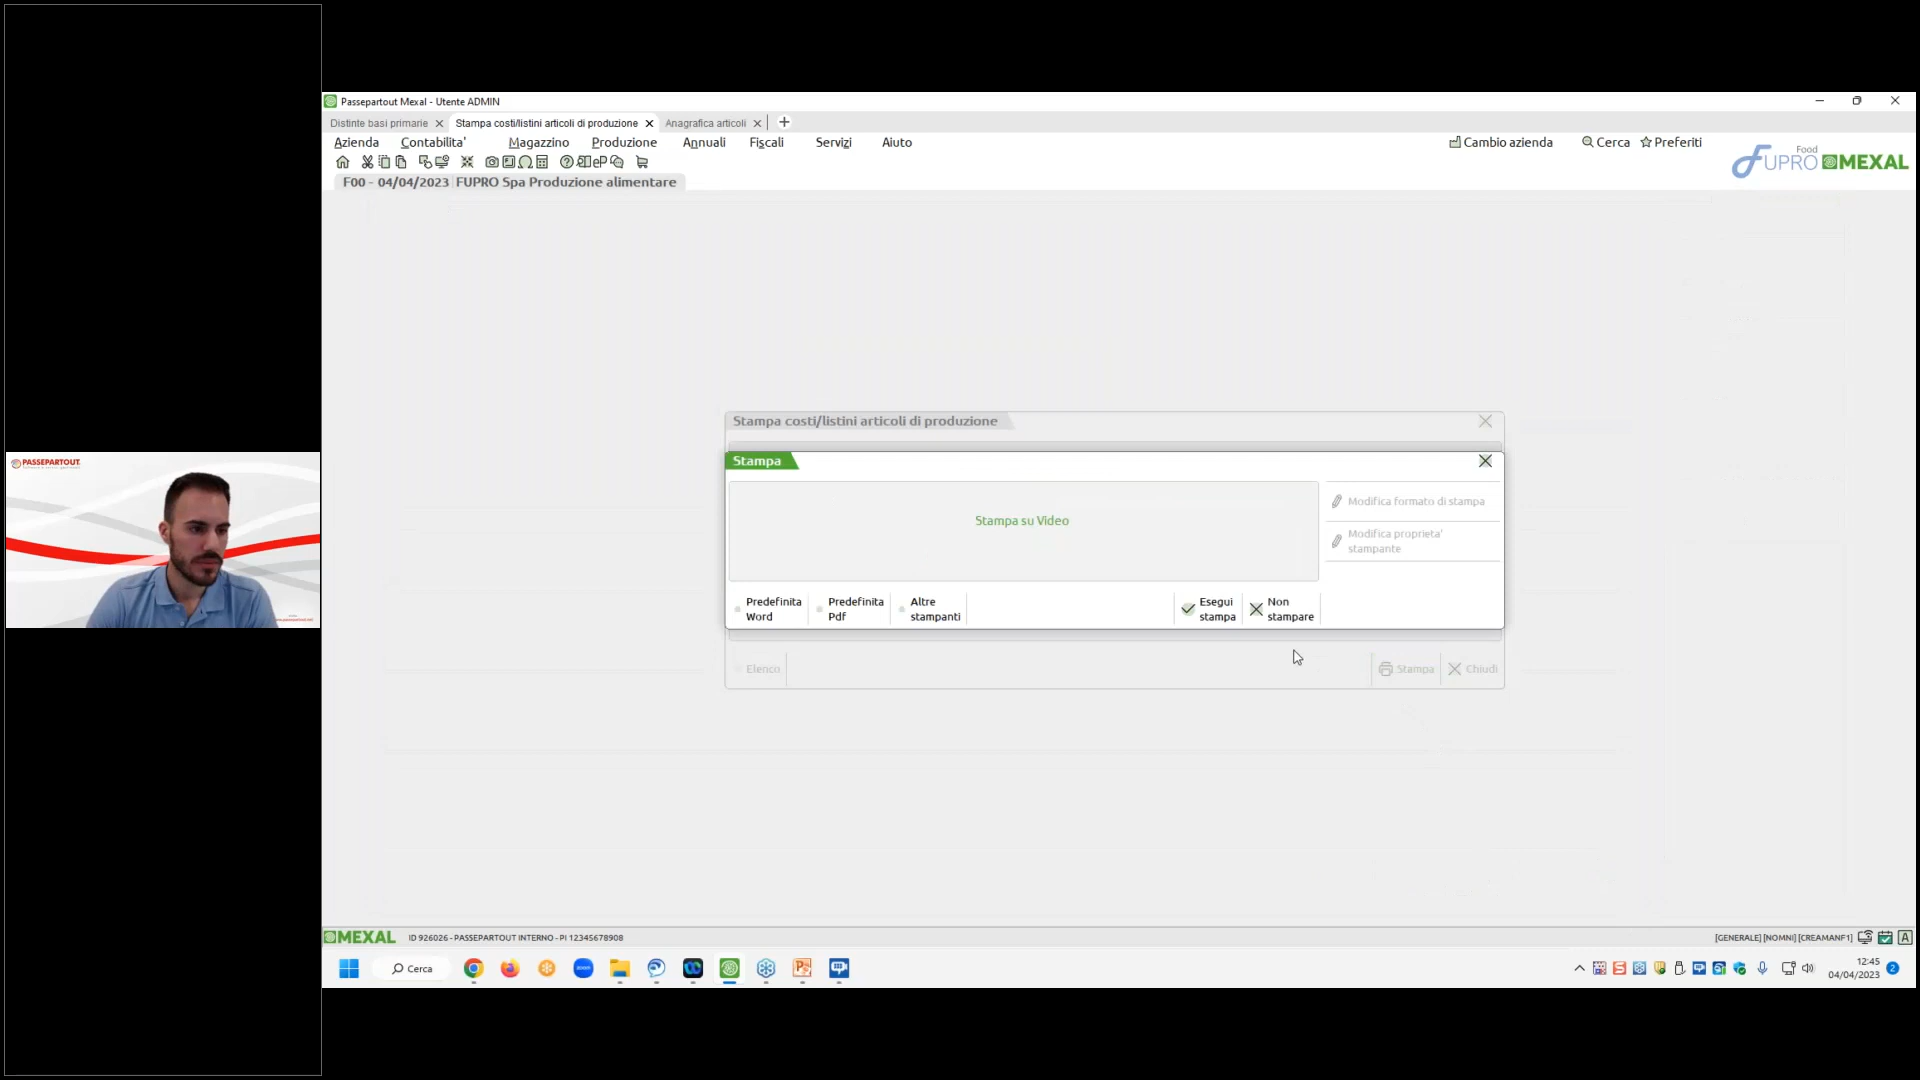 Passepartout Mexal - Utente ADMIN
Distinte basi primarie
Stampa costi/listini articoli di produzione
Anagrafica articoli
Azienda Contabilita' Magazzino Produzione Annuali Fiscali Servizi Aiuto
Cambio azienda Cerca Preferiti
Food
FUPRO MEXAL
F00 - 04/04/2023 FUPRO Spa Produzione alimentare
PASSEPARTOUT
Stampa costi/listini articoli di produzione
Stampa
Stampa su Video
Modifica formato di stampa
Modifica proprieta'
stampante
Predefinita
Word
Predefinita
Pdf
Altre
stampanti
Esegui
stampa
Non
stampare
Elenco
Stampa
Chiudi
MEXAL ID 926026 - PASSEPARTOUT INTERNO - PI 12345678908
[GENERALE] [NOMNI] [CREAMANF1]
Cerca
12:45
04/04/2023
2